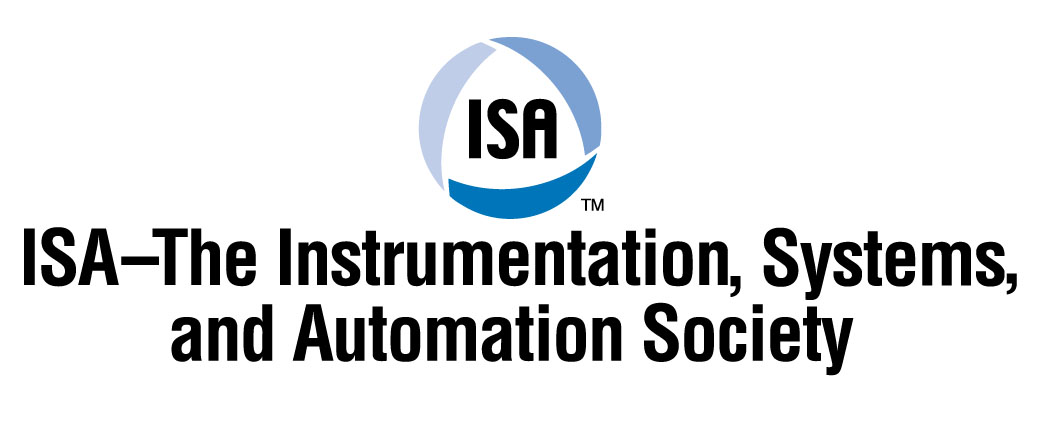 ISA
TM
ISA–The Instrumentation, Systems,
and Automation Society